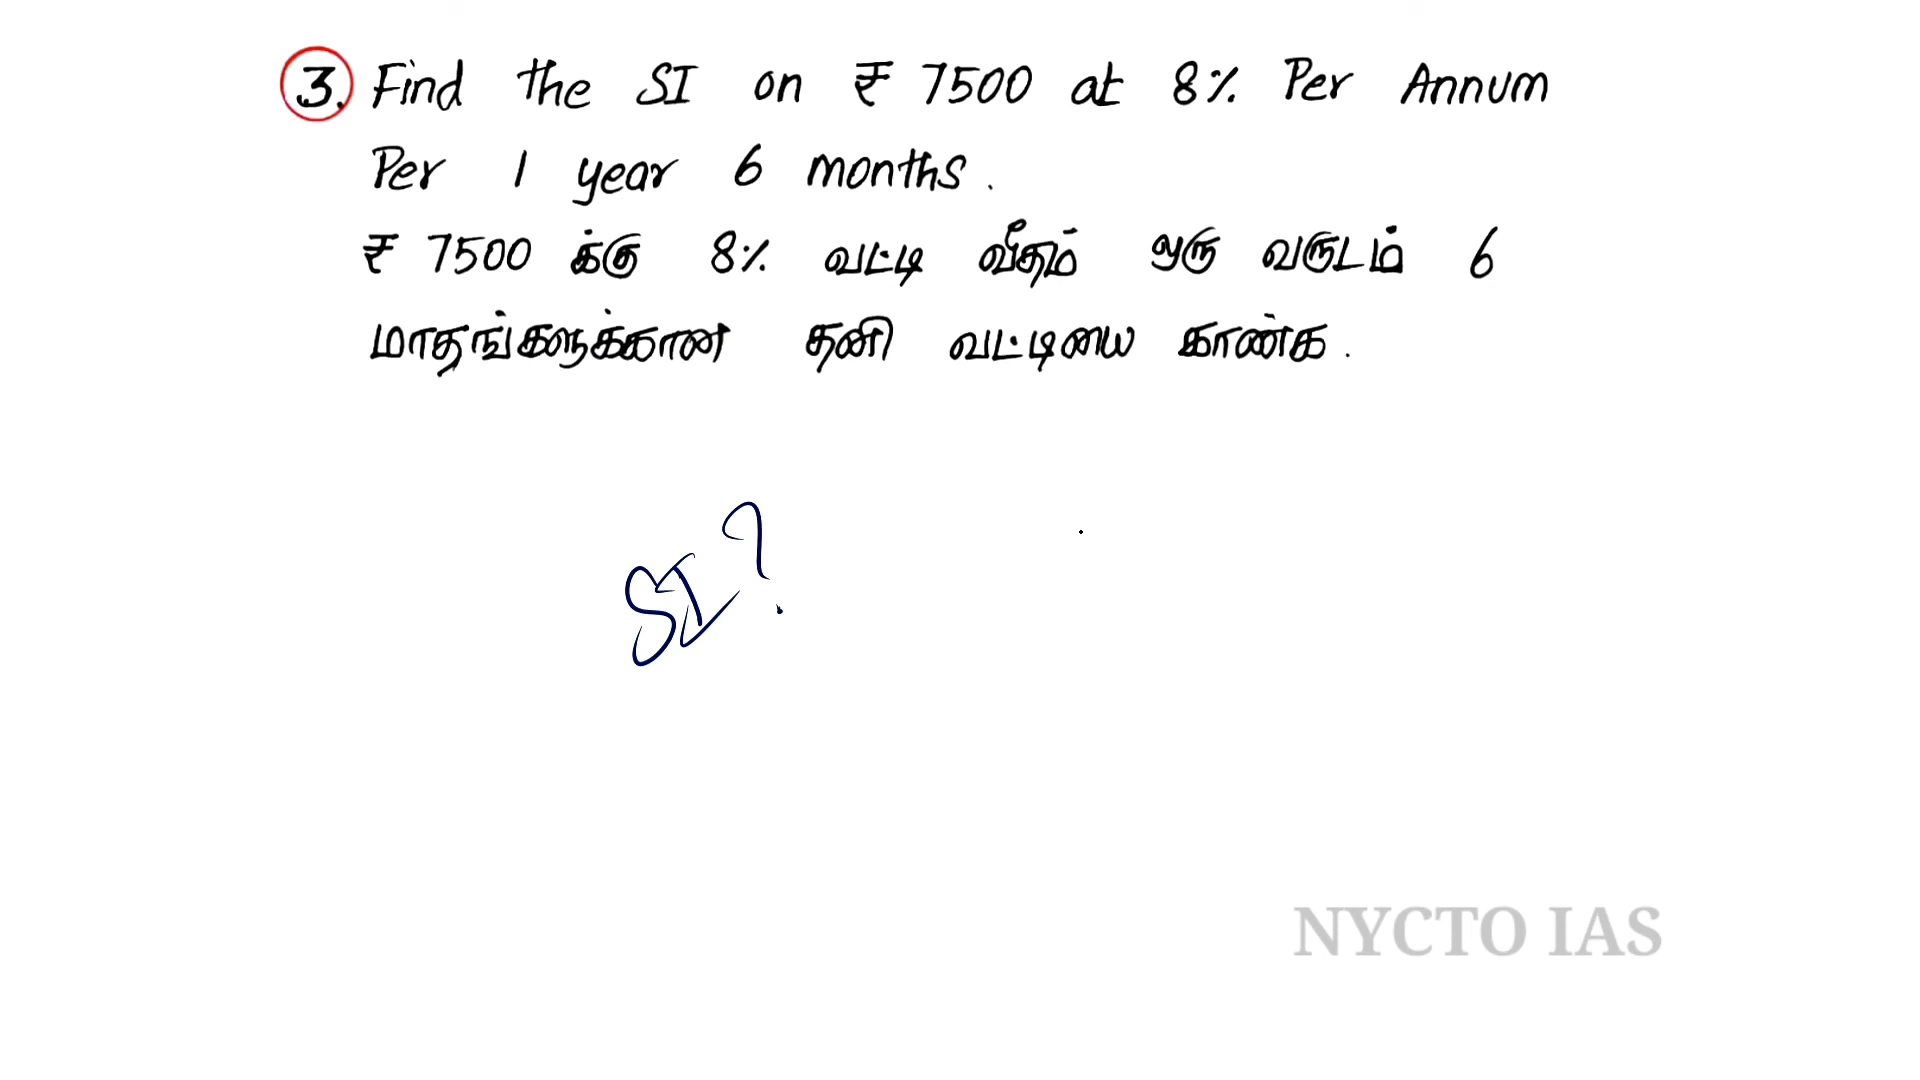 3. Find the SI on ₹ 7500 at 8% Per Annum
Per 1 year 6 months.
₹ 7500 க்கு 8% வட்டி வீதம் ஒரு வருடம் 6
மாதங்களுக்கான தனி வட்டியை காண்க.
SI?
NYCTO IAS